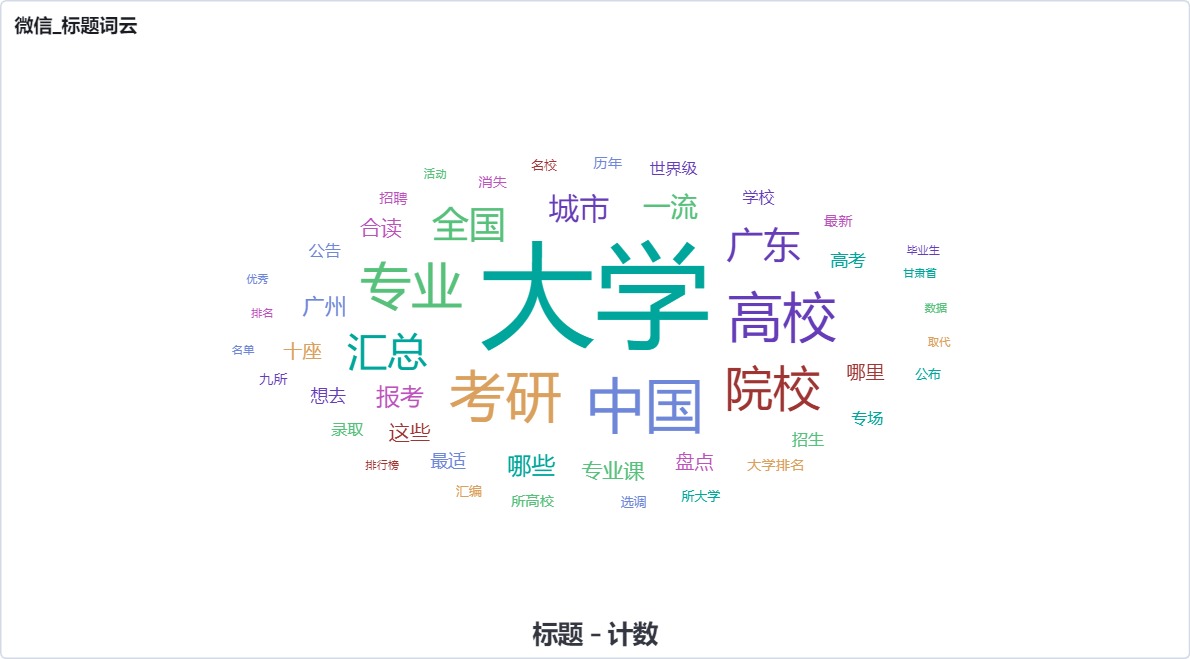 微信_标题词云
名校
历年
世界级
活动
消失
招聘
城市
一流
学校
合读
全国
最新
公告
广东
高考
毕业生
优秀
专业
大学
甘肃省
排名
广州
高校
数据
名单
十座
汇总
取代
九所
想去
报考
考研
中国
院校
哪里
公布
录取
这些
专场
排行榜
最适
哪些
专业课
盘点
大学排名
招生
汇编
所高校
选调
所大学
标题 - 计数